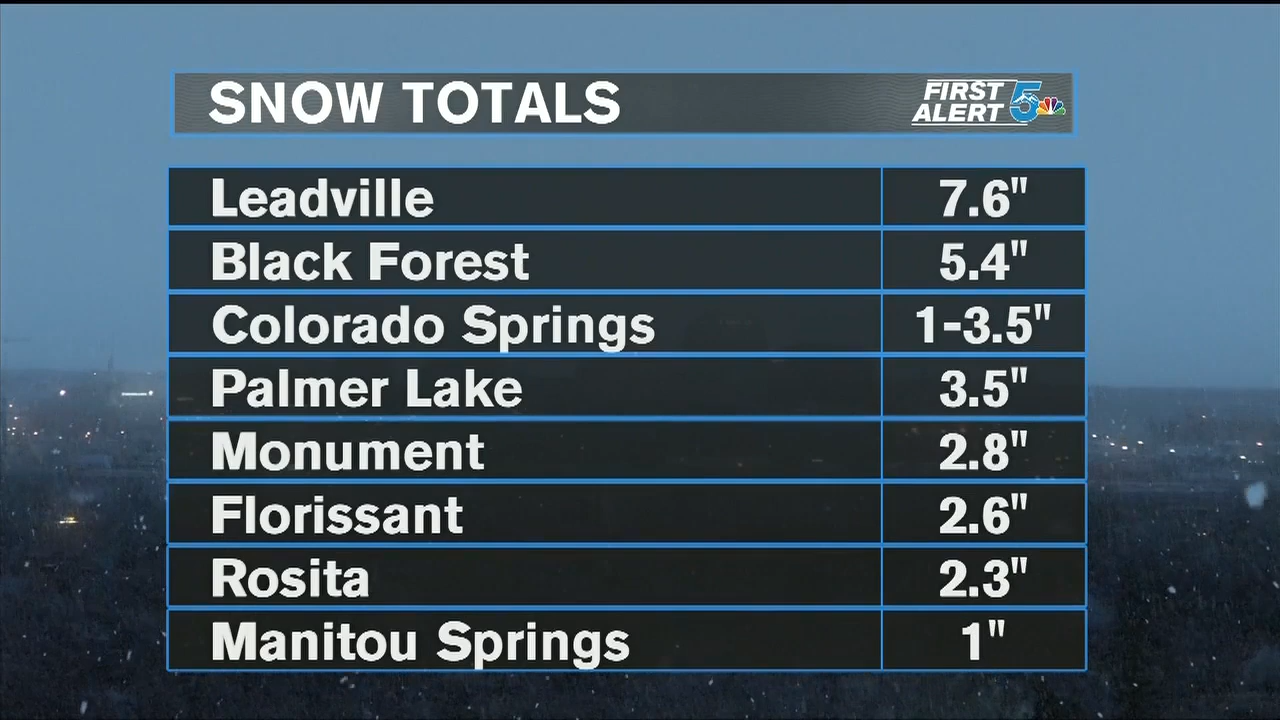 SNOW TOTALS
FIRST
ALERT 5
Leadville 7.6"
Black Forest 5.4"
Colorado Springs 1-3.5"
Palmer Lake 3.5"
Monument 2.8"
Florissant 2.6"
Rosita 2.3"
Manitou Springs 1"